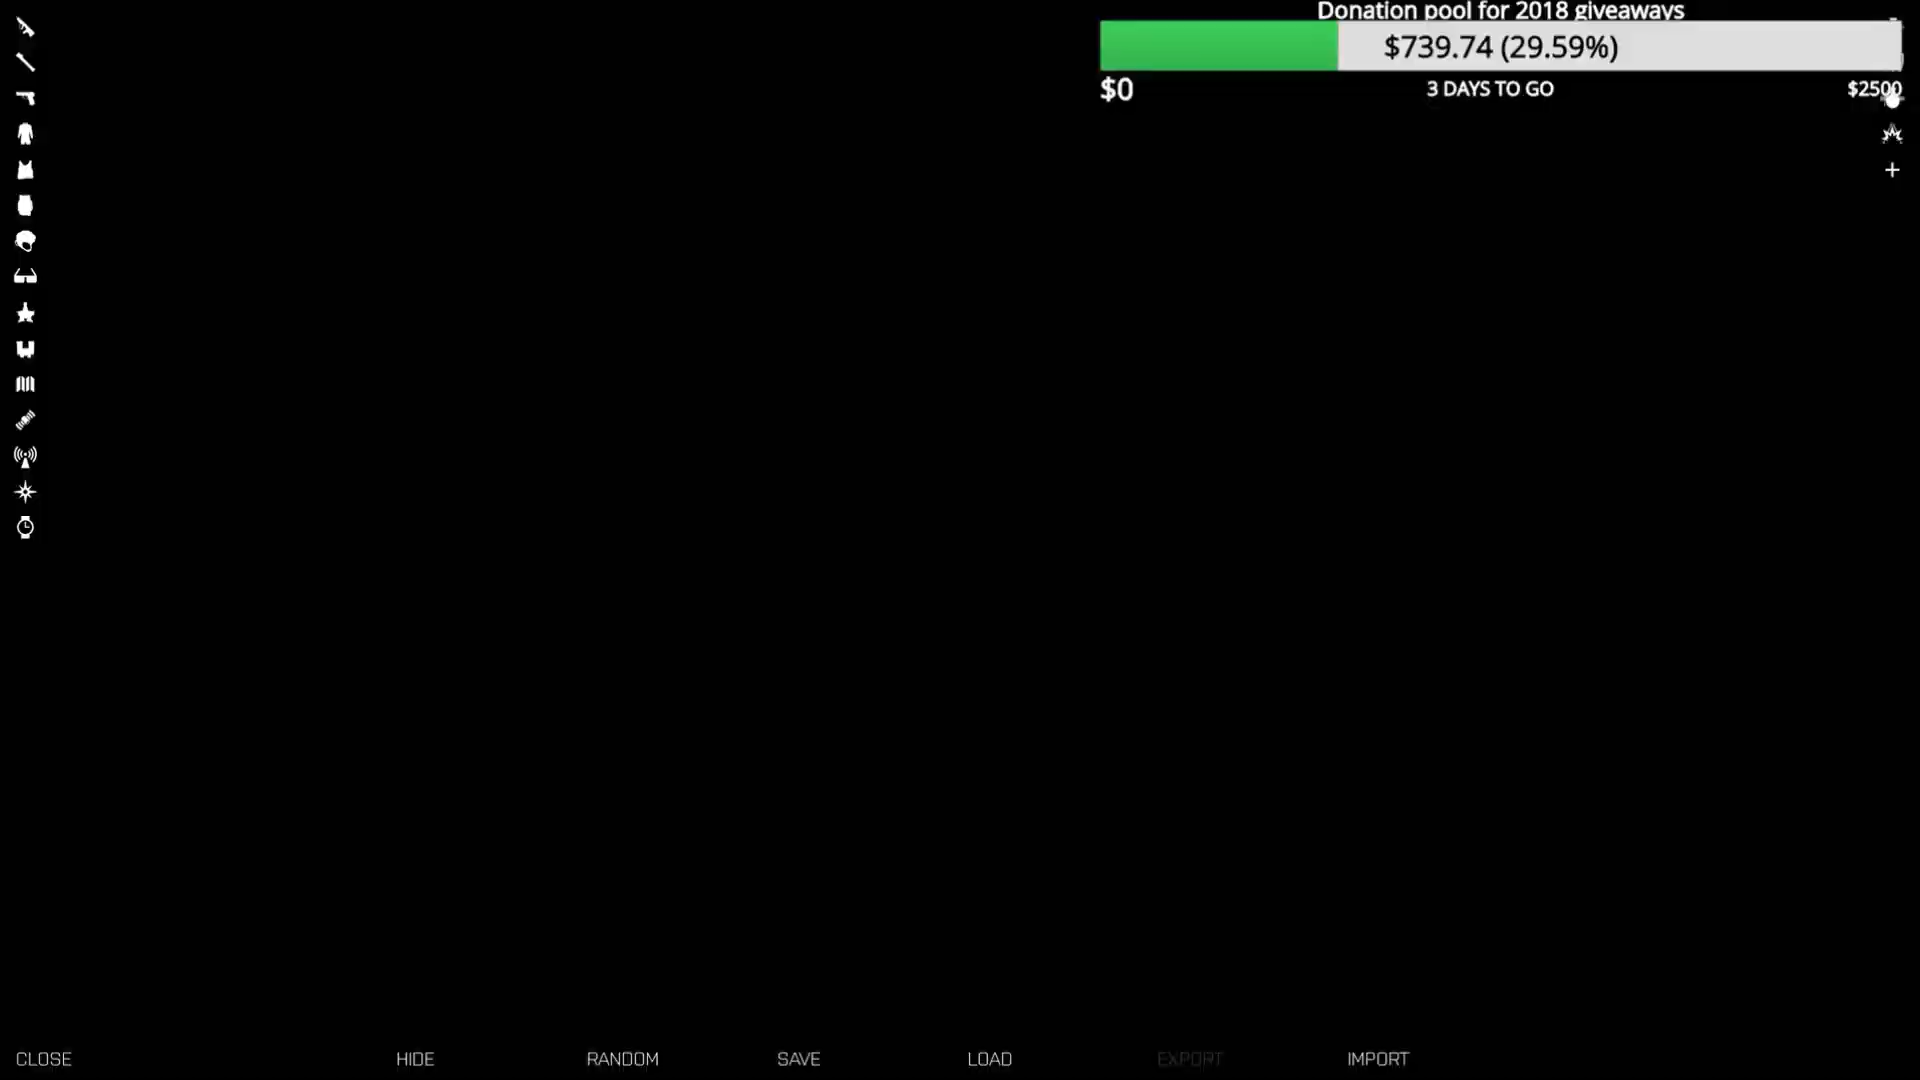 Donation pool for 2018 giveaways
$739.74 (29.59%)
$0 3 DAYS TO GO $2500
CLOSE HIDE RANDOM SAVE LOAD EXPORT IMPORT